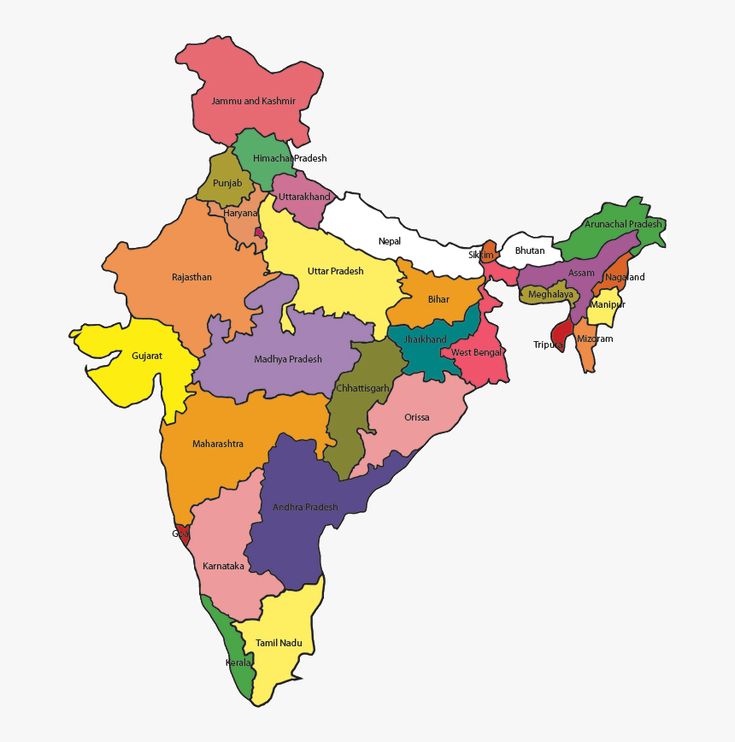 Jammu and Kashmir
Himachal Pradesh
Punjab
Uttarakhand
Haryana
Arunachal Pradesh
Nepal
Bhutan
Sikkim
Uttar Pradesh
Assam
Rajasthan
Nagaland
Meghalaya
Bihar
Manipur
Jharkhand
Mizoram
Tripura
West Bengal
Gujarat
Madhya Pradesh
Chhattisgarh
Orissa
Maharashtra
Andhra Pradesh
Goa
Karnataka
Tamil Nadu
Kerala